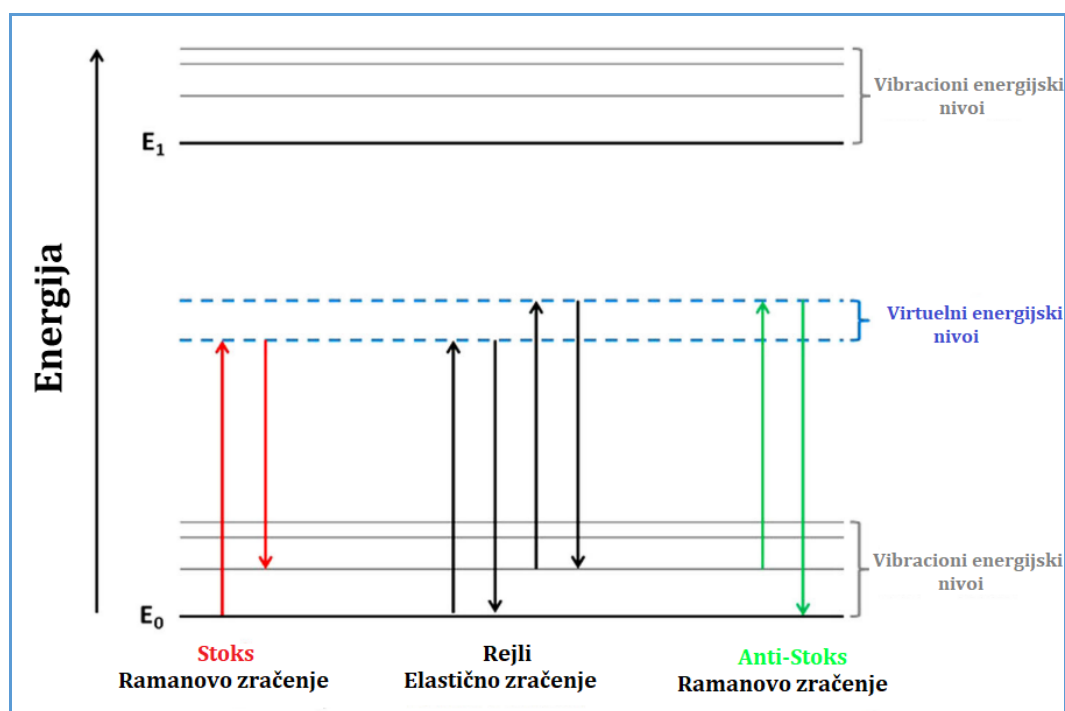 Vibracioni energijski
nivoi
E₁
Energija
Virtuelni energijski
nivoi
Vibracioni energijski
nivoi
E₀
Stoks
Ramanovo zračenje
Rejli
Elastično zračenje
Anti-Stoks
Ramanovo zračenje